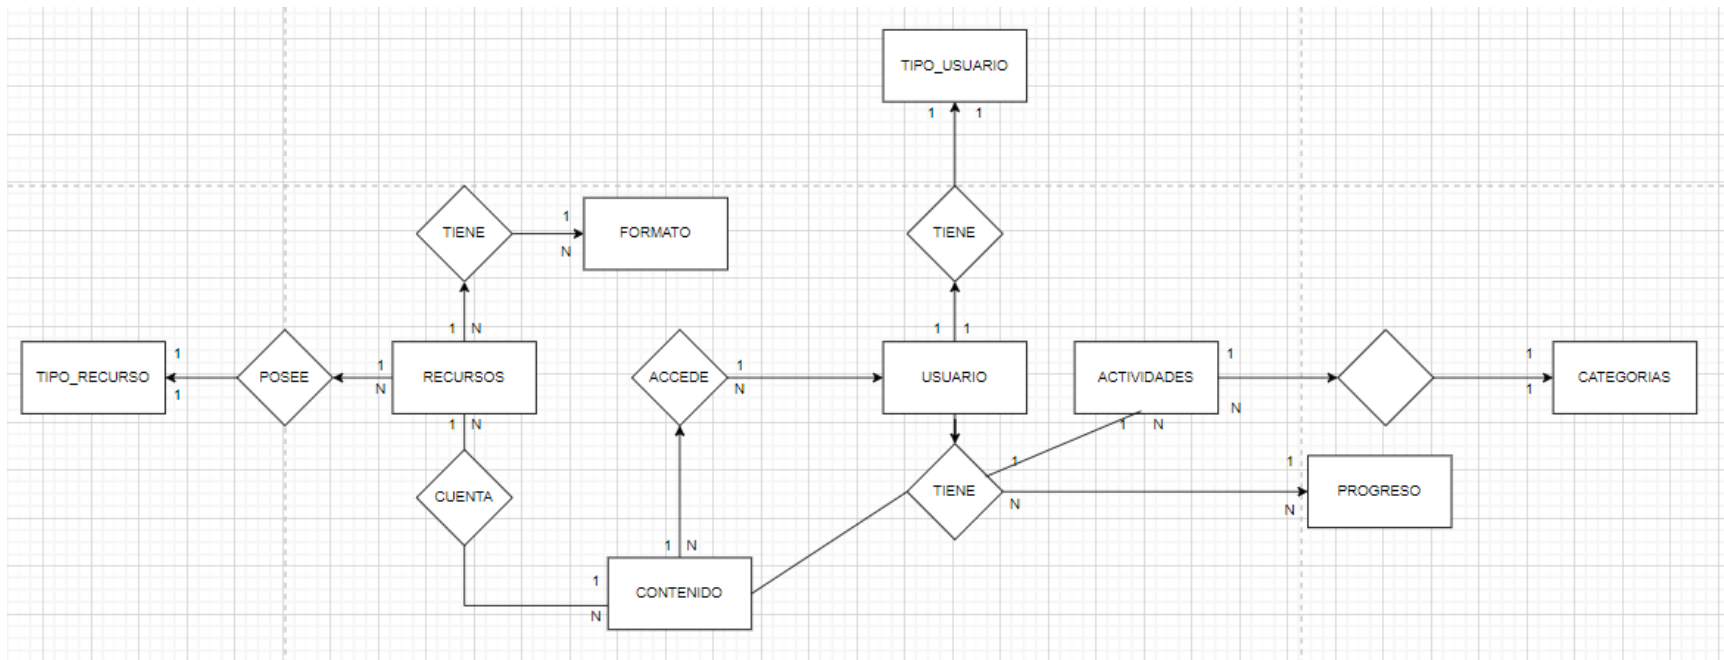 TIPO_USUARIO
1 1
TIENE
1
N
FORMATO
TIENE
1 N
1 1
TIPO_RECURSO
1
1
POSEE
1
N
RECURSOS
ACCEDE
1
N
USUARIO
ACTIVIDADES
1
N
1
1
CATEGORIAS
1 N
1 N
CUENTA
1
N
TIENE
1
N
PROGRESO
1 N
1
N
CONTENIDO